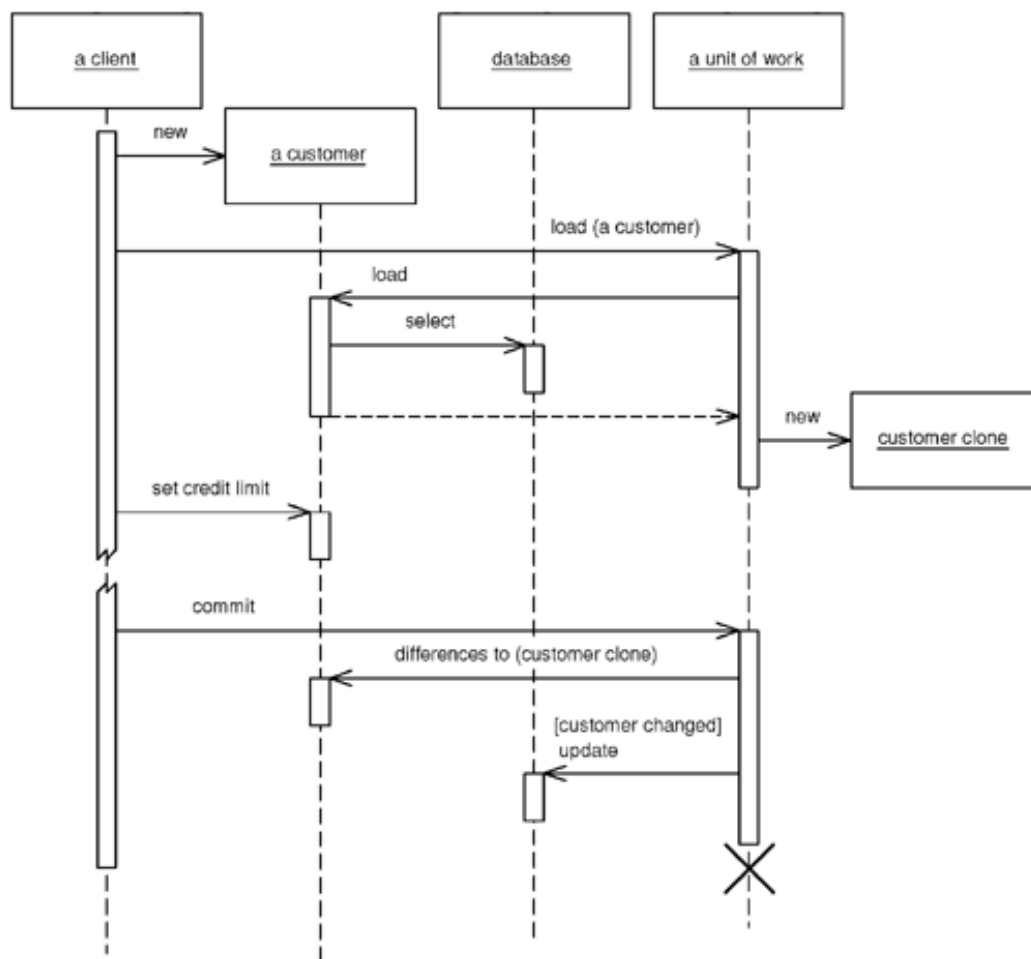 a client
database
a unit of work
new
a customer
load (a customer)
load
select
new
customer clone
set credit limit
commit
differences to (customer clone)
[customer changed]
update